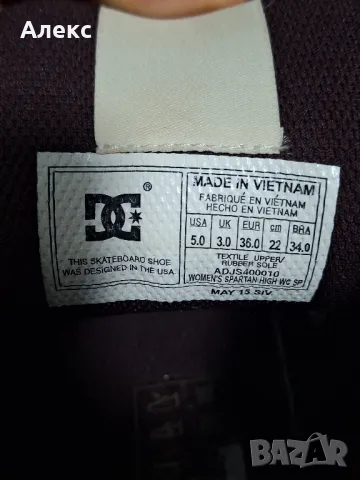 Алекс
®
DC
THIS SKATEBOARD SHOE
WAS DESIGNED IN THE USA
MADE IN VIETNAM
FABRIQUÉ EN VIÉTNAM
HECHO EN VIETNAM
USA UK EUR cm BRA
5.0 3.0 36.0 22 34.0
TEXTILE UPPER/
RUBBER SOLE
ADJS400010
WOMEN'S SPARTAN HIGH WC SP
MAY 15 SIV
BAZAR